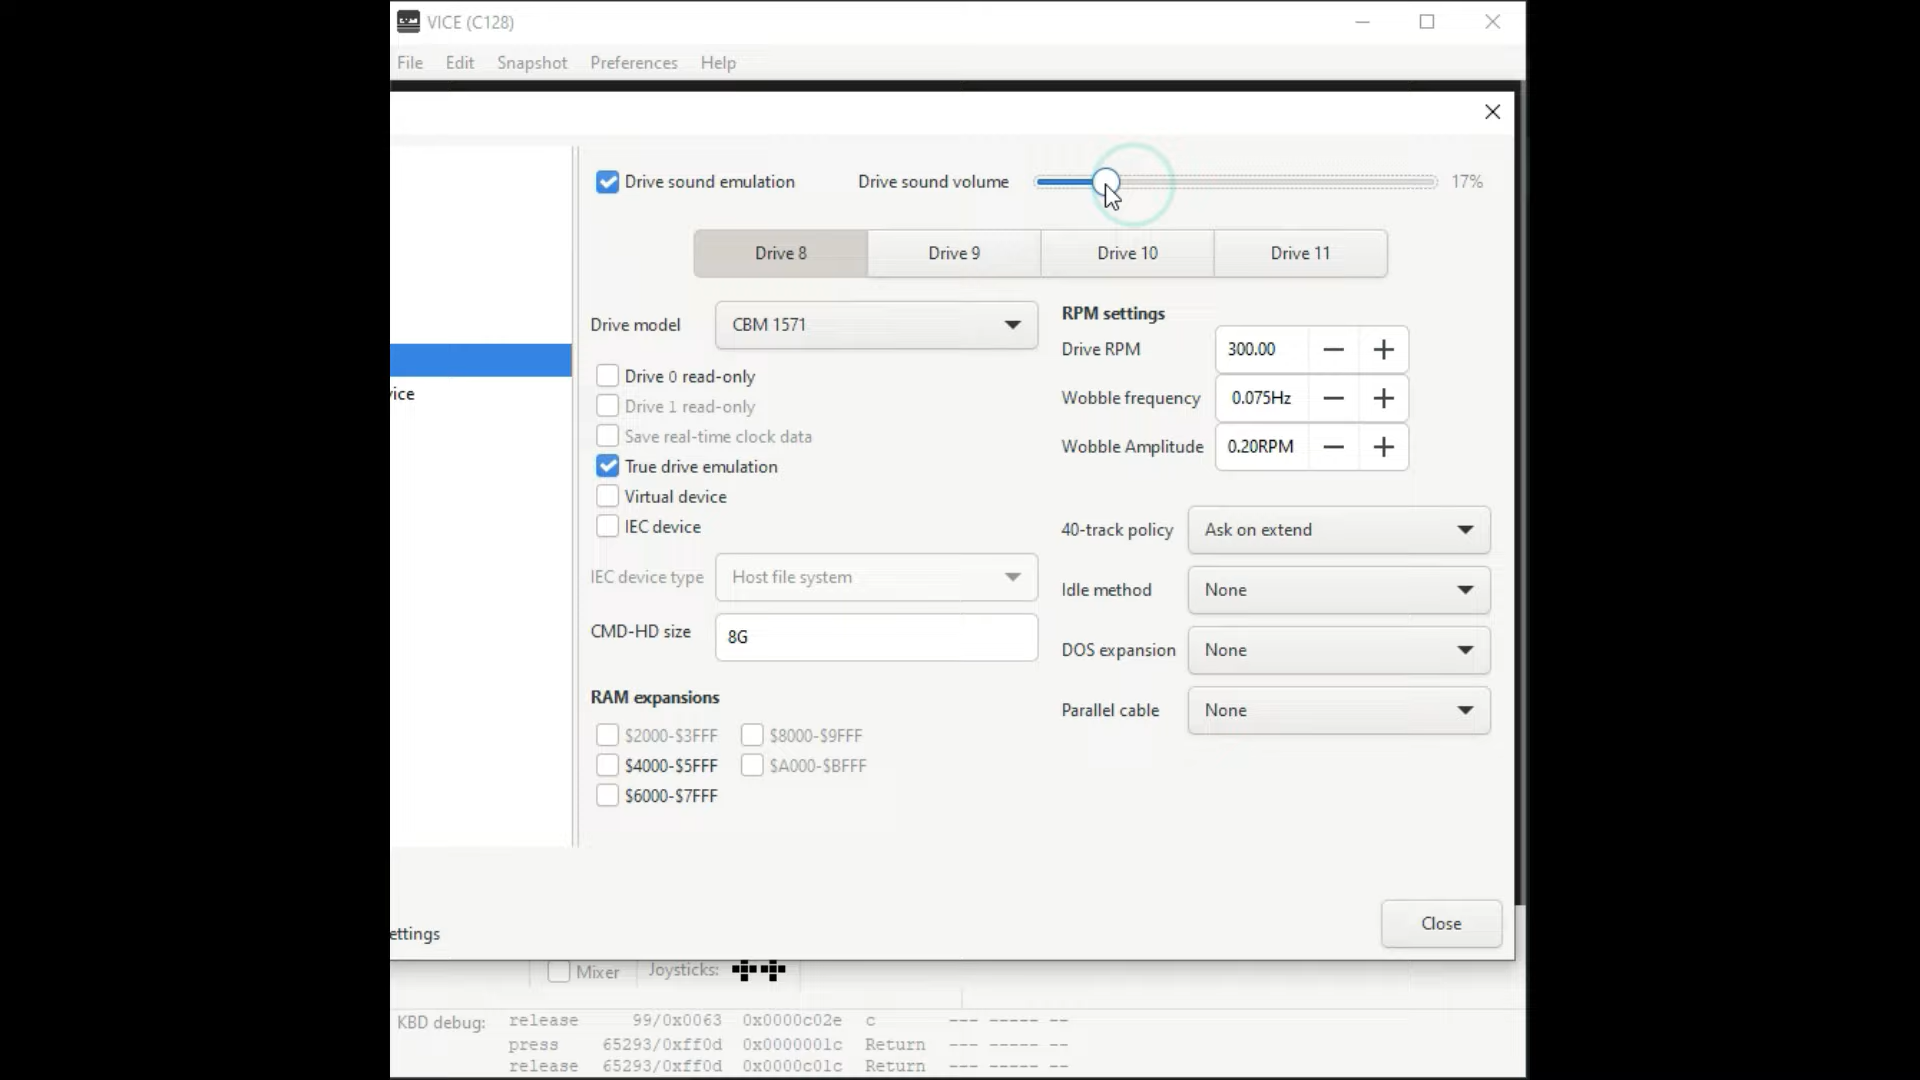 VICE (C128)
File Edit Snapshot Preferences Help
Drive sound emulation Drive sound volume 17%
Drive 8 Drive 9 Drive 10 Drive 11
Drive model CBM 1571
Drive 0 read-only
Drive 1 read-only
Save real-time clock data
True drive emulation
Virtual device
IEC device
IEC device type Host file system
CMD-HD size 8G
RAM expansions
$2000-$3FFF $8000-$9FFF
$4000-$5FFF $A000-$BFFF
$6000-$7FFF
RPM settings
Drive RPM 300.00
Wobble frequency 0.075Hz
Wobble Amplitude 0.20RPM
40-track policy Ask on extend
Idle method None
DOS expansion None
Parallel cable None
vice
ettings
Close
Mixer Joysticks:
KBD debug: release 99/0x0063 0x0000c02e c --- ----- --
press 65293/0xff0d 0x0000001c Return --- ----- --
release 65293/0xff0d 0x0000c01c Return --- ----- --